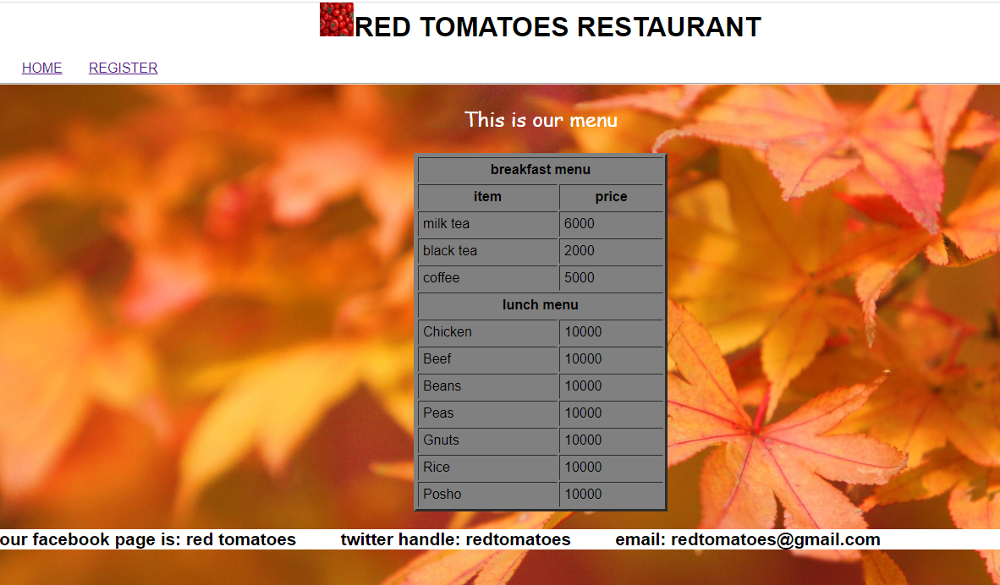 RED TOMATOES RESTAURANT
HOME REGISTER
This is our menu
breakfast menu
item price
milk tea 6000
black tea 2000
coffee 5000
lunch menu
Chicken 10000
Beef 10000
Beans 10000
Peas 10000
Gnuts 10000
Rice 10000
Posho 10000
our facebook page is: red tomatoes twitter handle: redtomatoes email: redtomatoes@gmail.com